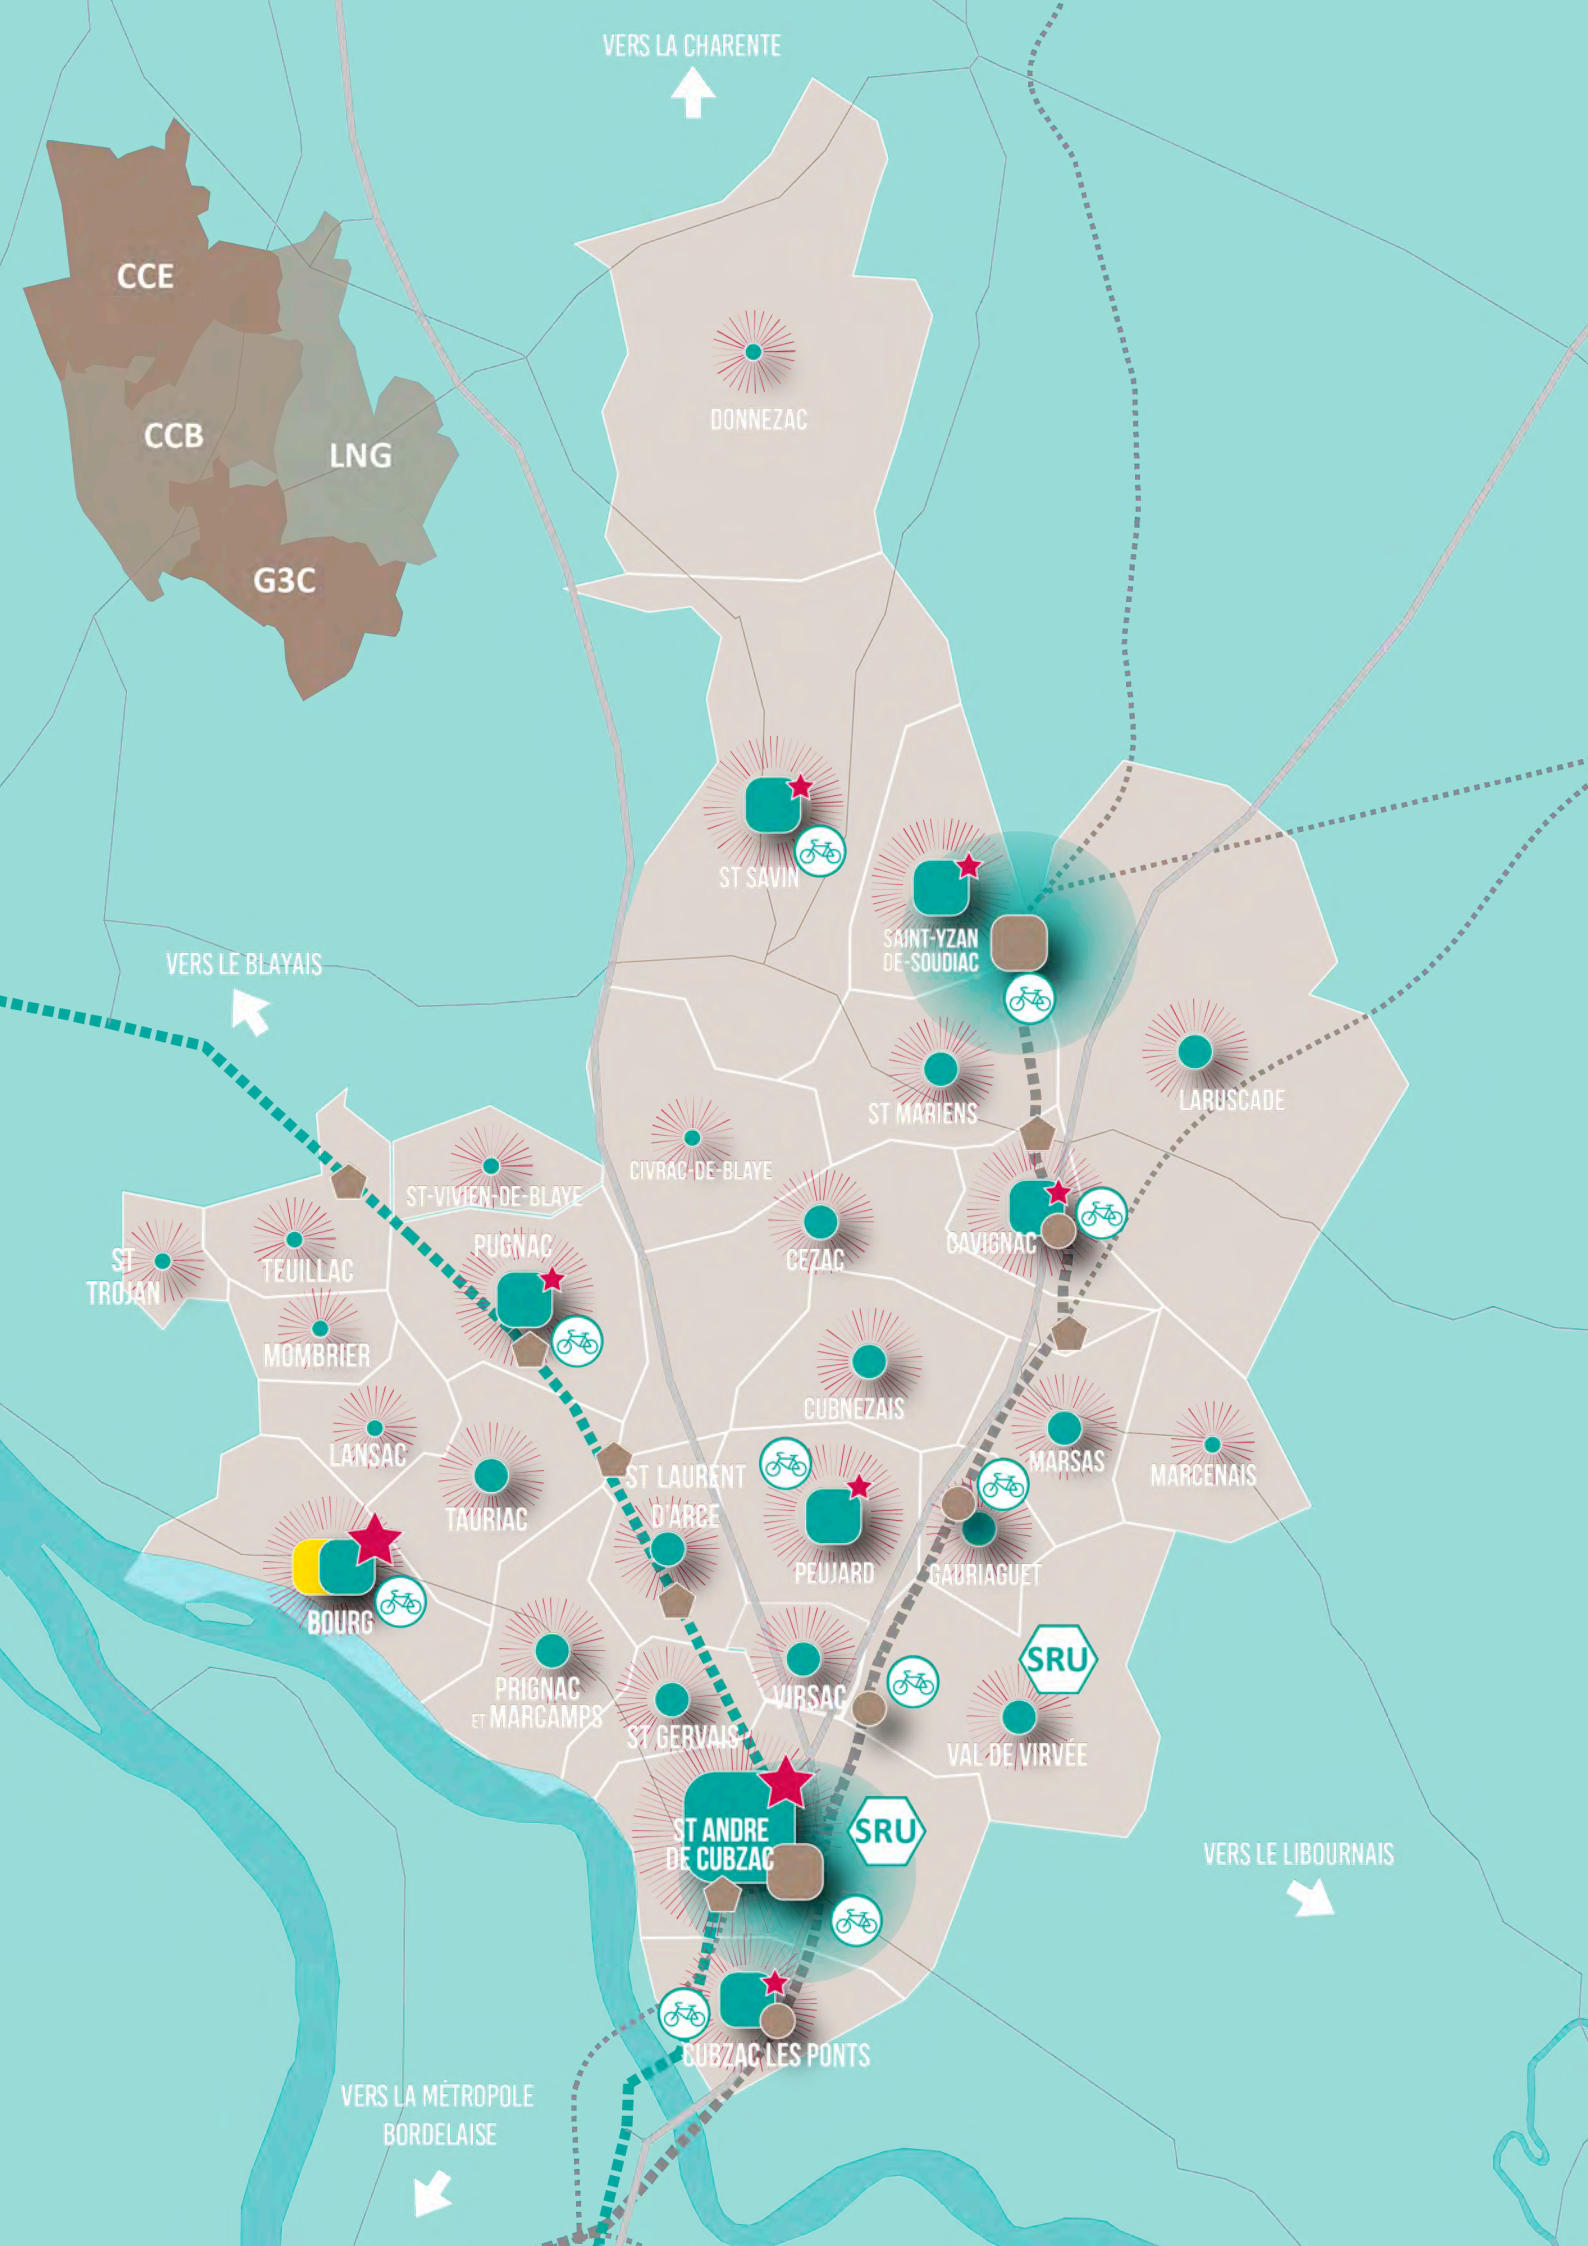 VERS LA CHARENTE
CCE
CCB
LNG
G3C
DONNEZAC
ST SAVIN
SAINT-YZAN
DE-SOUDIAC
VERS LE BLAYAIS
ST MARIENS
LARUSCADE
CIVRAC-DE-BLAYE
ST-VIVIEN-DE-BLAYE
PUGNAC
CAVIGNAC
CEZAC
ST
TROJAN
TEUILLAC
MOMBRIER
CUBNEZAIS
LANSAC
MARSAS
MARCENAIS
ST LAURENT
D'ARCE
TAURIAC
PEUJARD
GAURIAGUET
BOURG
SRU
PRIGNAC
ET MARCAMPS
VIRSAC
ST GERVAIS
VAL DE VIRVÉE
ST ANDRE
DE CUBZAC
SRU
VERS LE LIBOURNAIS
CUBZAC LES PONTS
VERS LA MÉTROPOLE
BORDELAISE